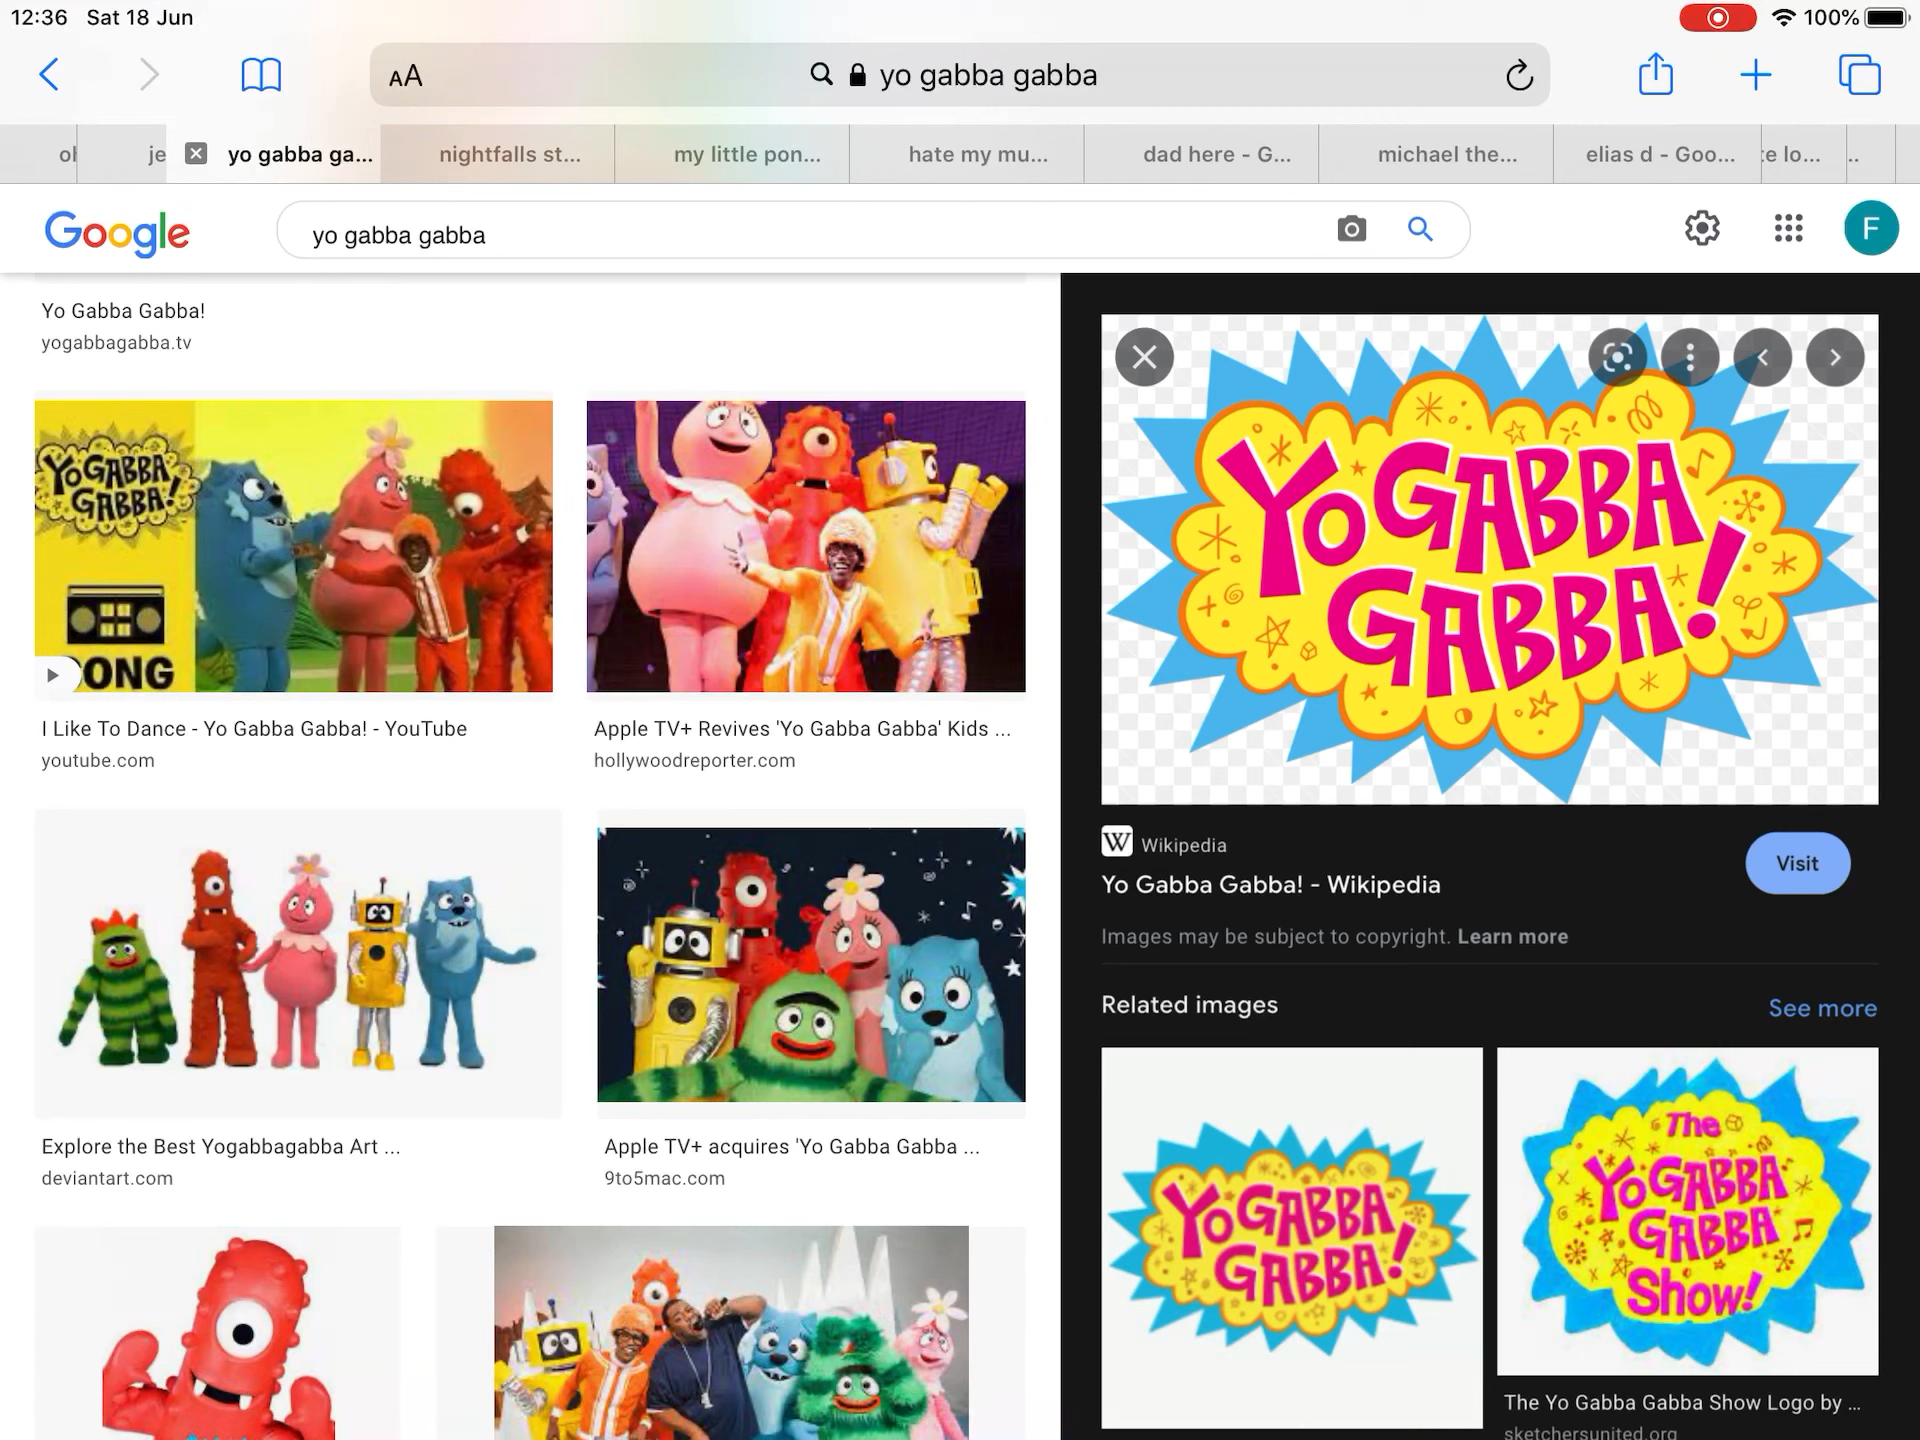 12:36 Sat 18 Jun
100%
AA
yo gabba gabba
yo gabba ga...
nightfalls st...
my little pon...
hate my mu...
dad here - G...
michael the...
elias d - Goo...
Google
yo gabba gabba
F
Yo Gabba Gabba!
yogabbagabba.tv
YO GABBA
GABBA!
ONG
I Like To Dance - Yo Gabba Gabba! - YouTube
youtube.com
Apple TV+ Revives 'Yo Gabba Gabba' Kids ...
hollywoodreporter.com
Explore the Best Yogabbagabba Art ...
deviantart.com
Apple TV+ acquires 'Yo Gabba Gabba ...
9to5mac.com
YO GABBA
GABBA!
W Wikipedia
Yo Gabba Gabba! - Wikipedia
Visit
Images may be subject to copyright. Learn more
Related images
See more
YO GABBA
GABBA!
The
YO GABBA
GABBA
Show!
The Yo Gabba Gabba Show Logo by ...
sketchersunited.org